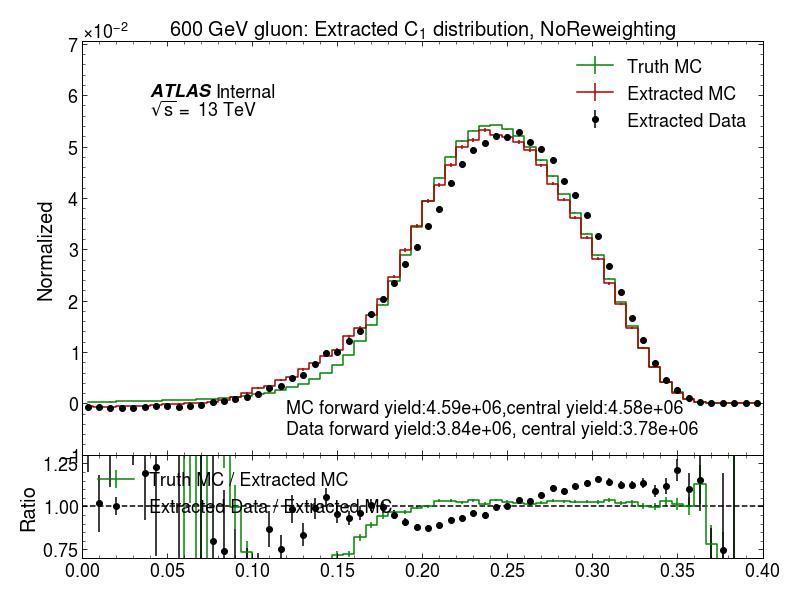 ×10⁻²
600 GeV gluon: Extracted C₁ distribution, NoReweighting
ATLAS Internal
√s = 13 TeV
Truth MC
Extracted MC
Extracted Data
Normalized
7
6
5
4
3
2
1
0
1
MC forward yield:4.59e+06,central yield:4.58e+06
Data forward yield:3.84e+06, central yield:3.78e+06
Ratio
1.25
1.00
0.75
Truth MC / Extracted MC
Extracted Data / Extracted MC
0.00 0.05 0.10 0.15 0.20 0.25 0.30 0.35 0.40